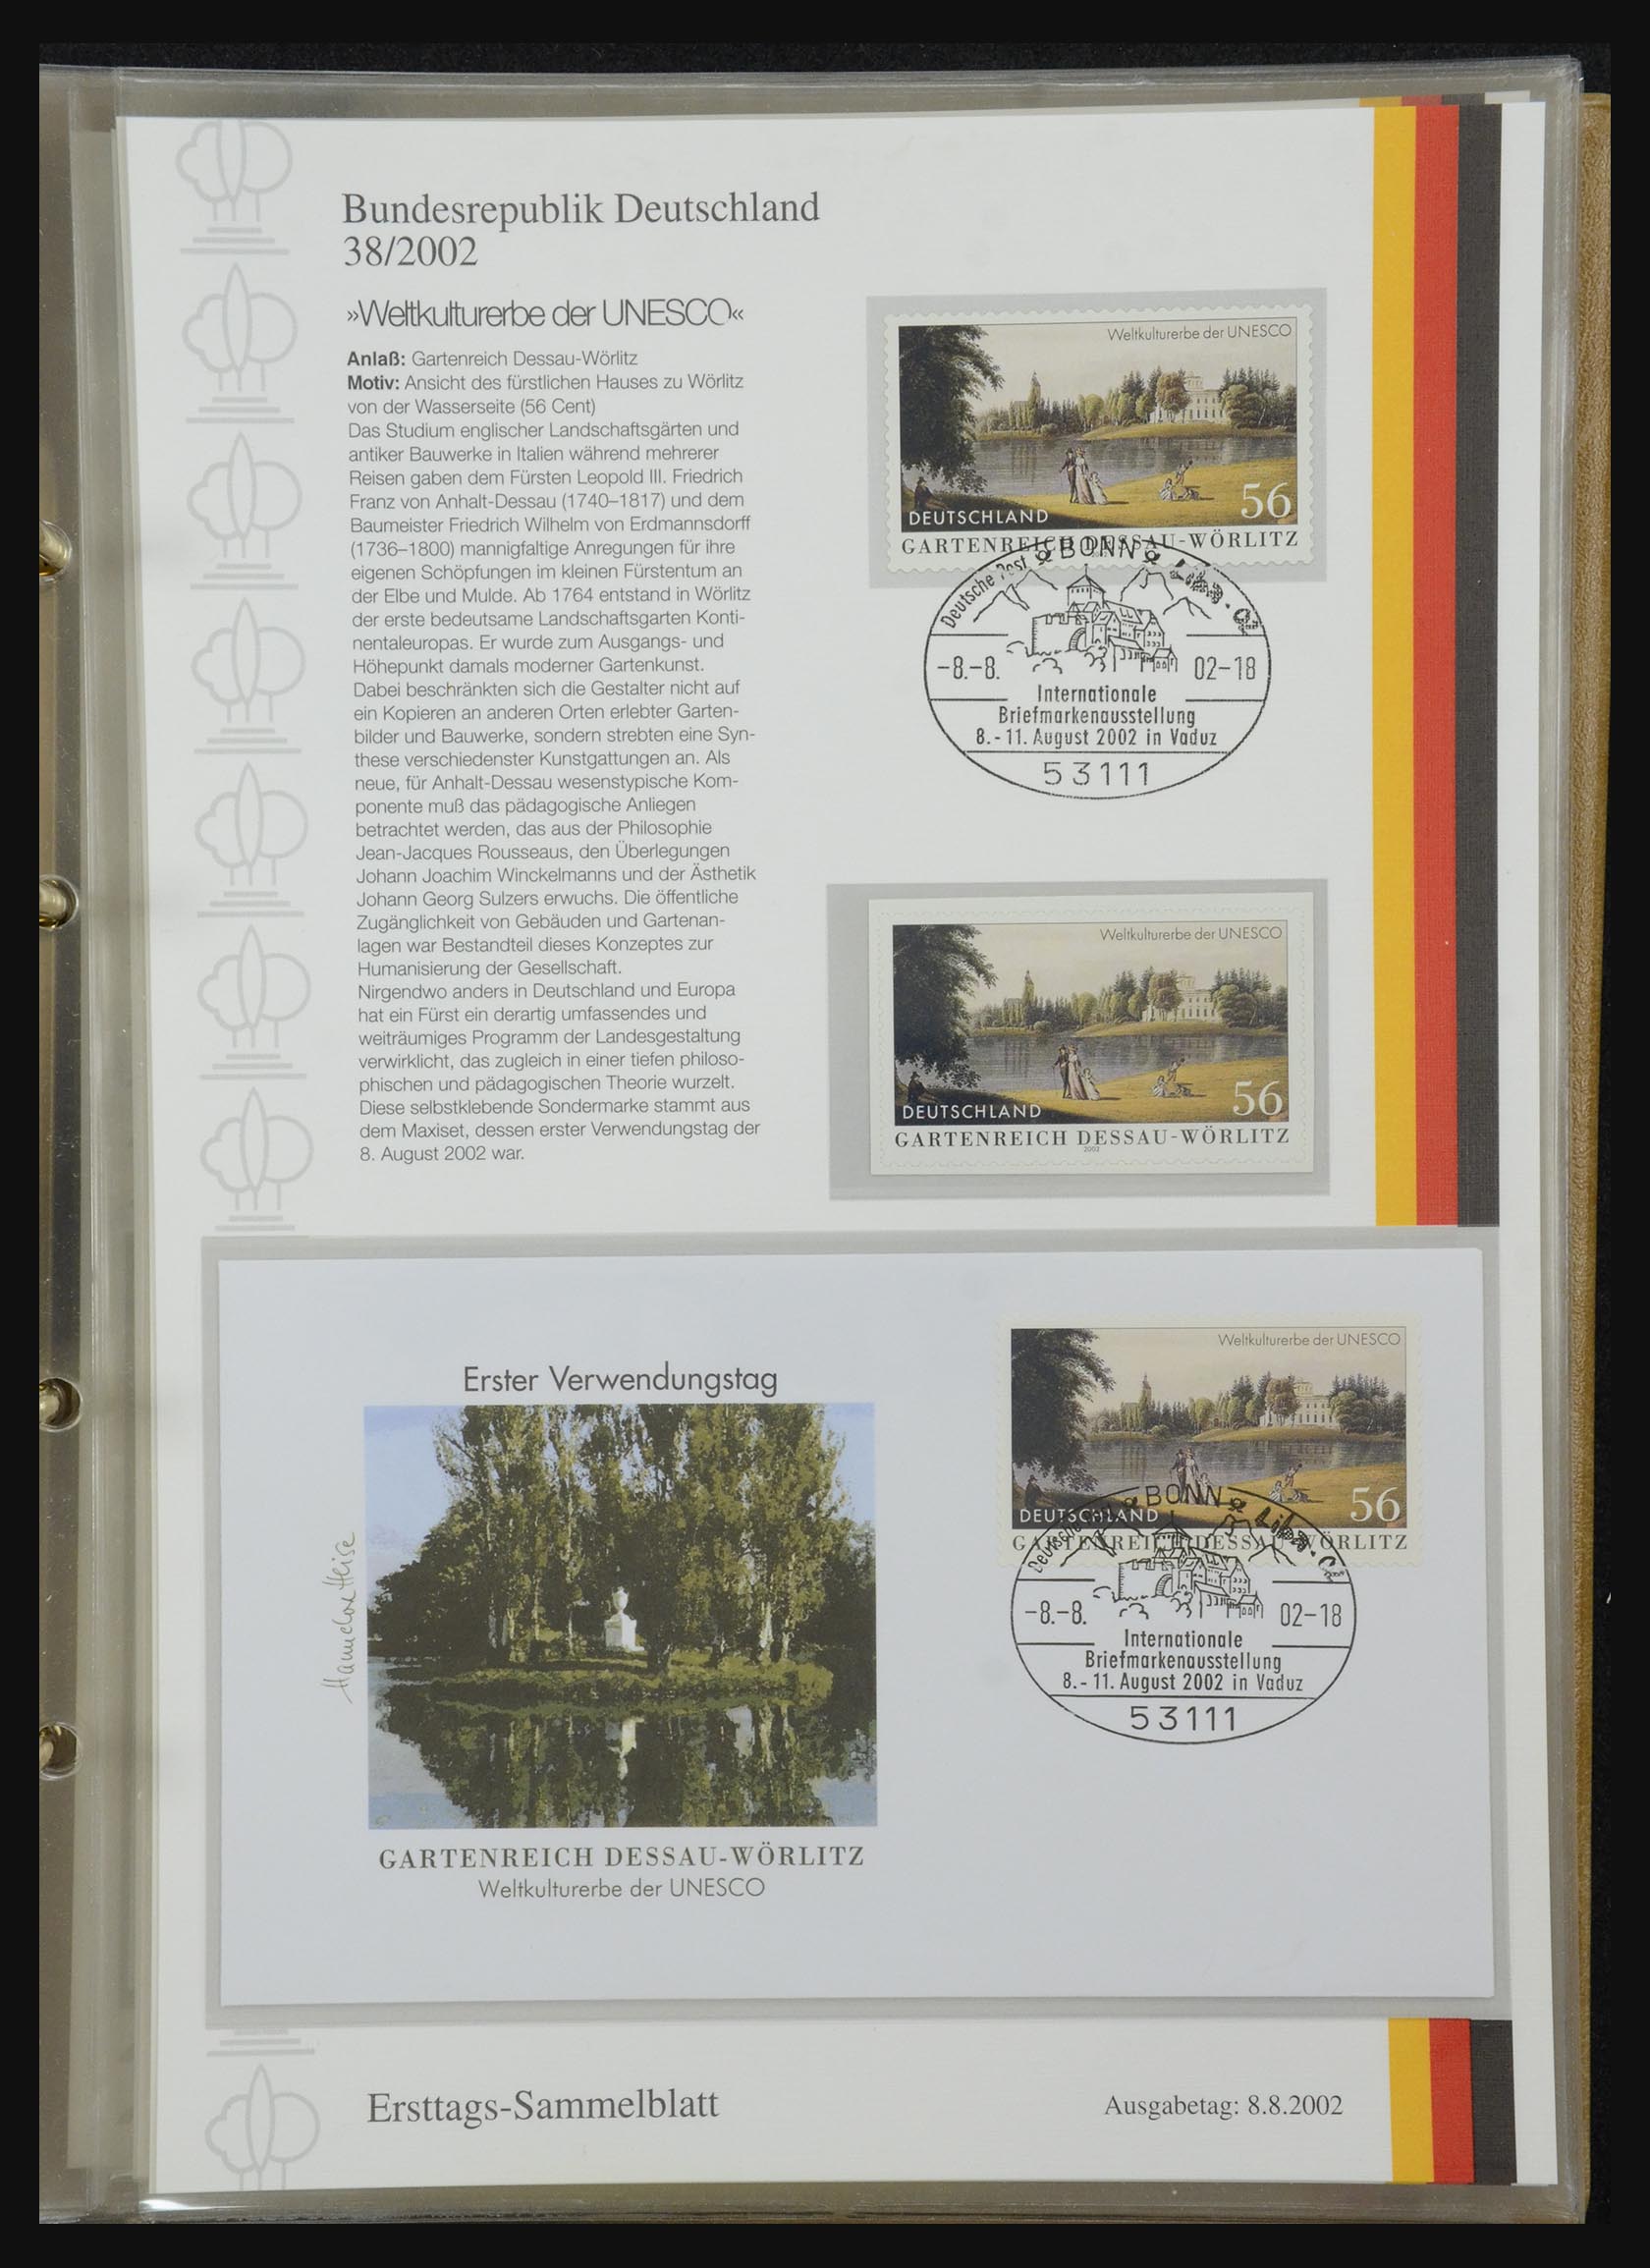 Bundesrepublik Deutschland
38/2002
»Weltkulturerbe der UNESCO«
Anlaß: Gartenreich Dessau-Wörlitz
Motiv: Ansicht des fürstlichen Hauses zu Wörlitz
von der Wasserseite (56 Cent)
Das Studium englischer Landschaftsgärten und
antiker Bauwerke in Italien während mehrerer
Reisen gaben dem Fürsten Leopold III. Friedrich
Franz von Anhalt-Dessau (1740–1817) und dem
Baumeister Friedrich Wilhelm von Erdmannsdorff
(1736–1800) mannigfaltige Anregungen für ihre
eigenen Schöpfungen im kleinen Fürstentum an
der Elbe und Mulde. Ab 1764 entstand in Wörlitz
der erste bedeutsame Landschaftsgarten Konti-
nentaleuropas. Er wurde zum Ausgangs- und
Höhepunkt damals moderner Gartenkunst.
Dabei beschränkten sich die Gestalter nicht auf
ein Kopieren an anderen Orten erlebter Garten-
bilder und Bauwerke, sondern strebten eine Syn-
these verschiedenster Kunstgattungen an. Als
neue, für Anhalt-Dessau wesenstypische Kom-
ponente muß das pädagogische Anliegen
betrachtet werden, das aus der Philosophie
Jean-Jacques Rousseaus, den Überlegungen
Johann Joachim Winckelmanns und der Ästhetik
Johann Georg Sulzers erwuchs. Die öffentliche
Zugänglichkeit von Gebäuden und Gartenan-
lagen war Bestandteil dieses Konzeptes zur
Humanisierung der Gesellschaft.
Nirgendwo anders in Deutschland und Europa
hat ein Fürst ein derartig umfassendes und
weiträumiges Programm der Landesgestaltung
verwirklicht, das zugleich in einer tiefen philoso-
phischen und pädagogischen Theorie wurzelt.
Diese selbstklebende Sondermarke stammt aus
dem Maxiset, dessen erster Verwendungstag der
8. August 2002 war.
Weltkulturerbe der UNESCO
56
DEUTSCHLAND
GARTENREICH DESSAU-WÖRLITZ
Deutsche Post BONN
-8.-8. 02-18
Internationale
Briefmarkenausstellung
8.-11. August 2002 in Vaduz
53111
Weltkulturerbe der UNESCO
56
DEUTSCHLAND
GARTENREICH DESSAU-WÖRLITZ
2002
Erster Verwendungstag
Hannelore Heise
GARTENREICH DESSAU-WÖRLITZ
Weltkulturerbe der UNESCO
Weltkulturerbe der UNESCO
56
DEUTSCHLAND
GARTENREICH DESSAU-WÖRLITZ
Deutsche BONN
-8.-8. 02-18
Internationale
Briefmarkenausstellung
8.-11. August 2002 in Vaduz
53111
Ersttags-Sammelblatt
Ausgabetag: 8.8.2002